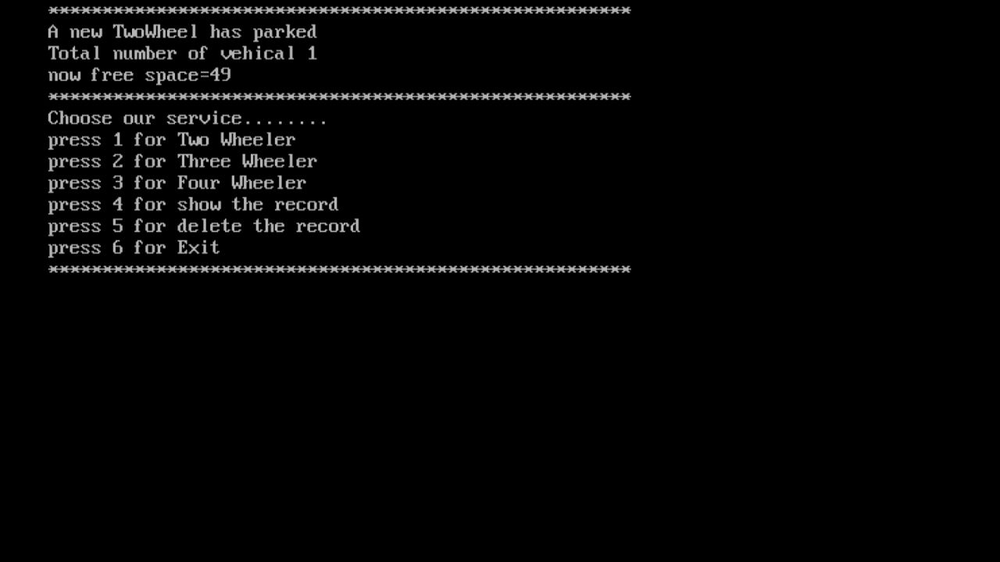 ******************************************************
A new TwoWheel has parked
Total number of vehical 1
now free space=49
******************************************************
Choose our service........
press 1 for Two Wheeler
press 2 for Three Wheeler
press 3 for Four Wheeler
press 4 for show the record
press 5 for delete the record
press 6 for Exit
******************************************************